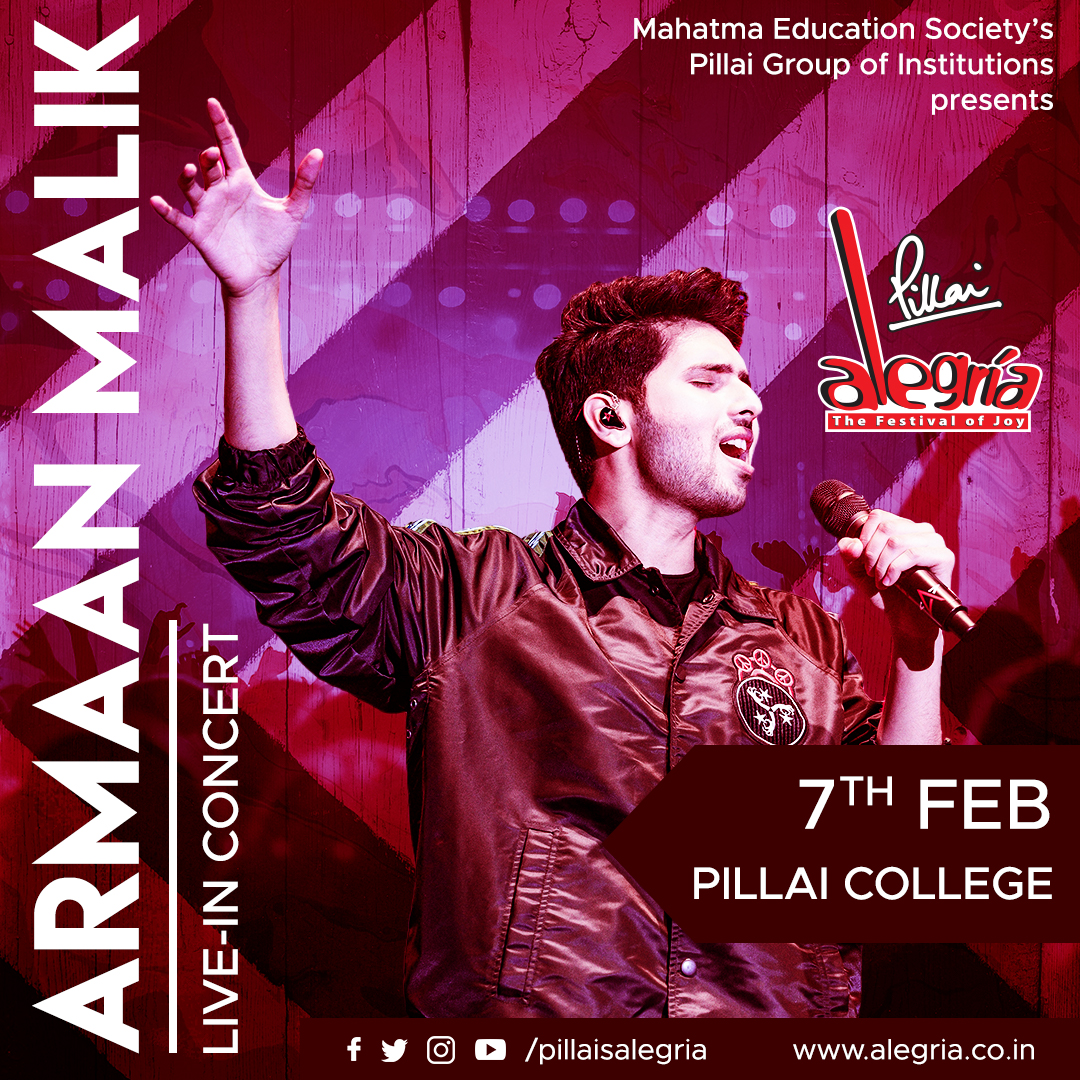 Mahatma Education Society’s
Pillai Group of Institutions
presents
ARMAAN MALIK
LIVE-IN CONCERT
Pillai
alegría
The Festival of Joy
7TH FEB
PILLAI COLLEGE
/pillaisalegria
www.alegria.co.in